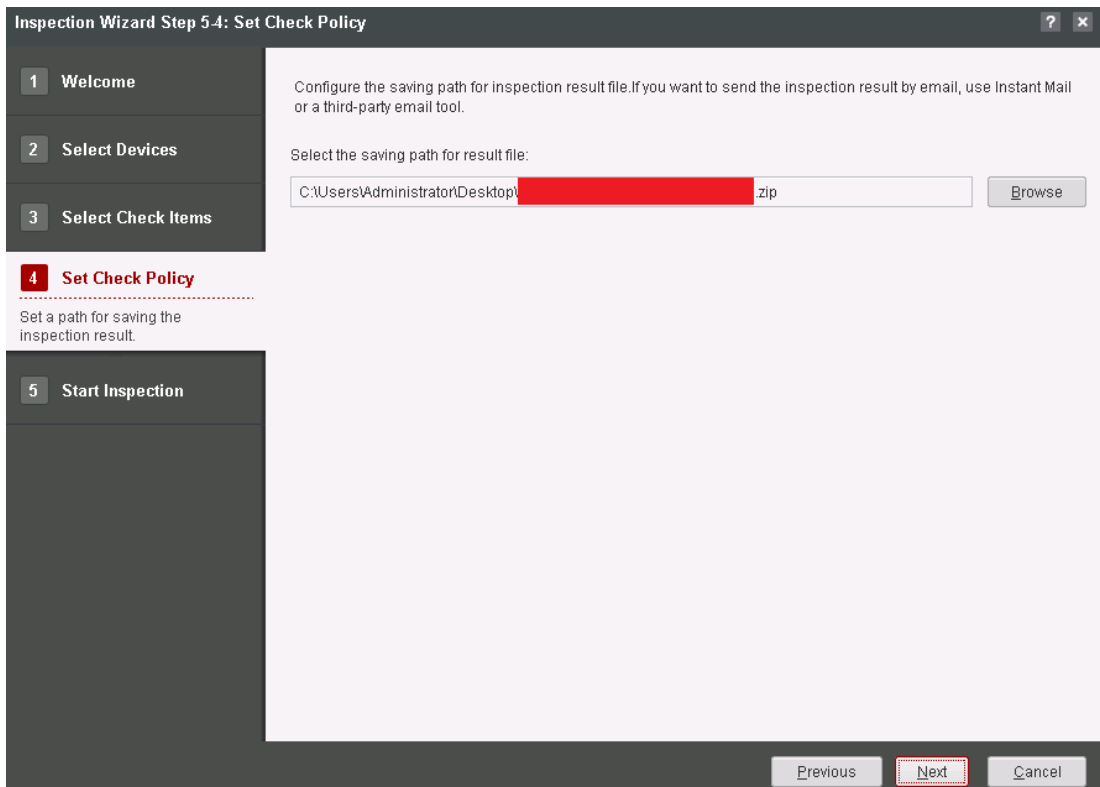 Inspection Wizard Step 5-4: Set Check Policy
?
1 Welcome
2 Select Devices
3 Select Check Items
4 Set Check Policy
Set a path for saving the
inspection result.
5 Start Inspection
Configure the saving path for inspection result file.If you want to send the inspection result by email, use Instant Mail
or a third-party email tool.
Select the saving path for result file:
C:\Users\Administrator\Desktop\ .zip
Browse
Previous
Next
Cancel